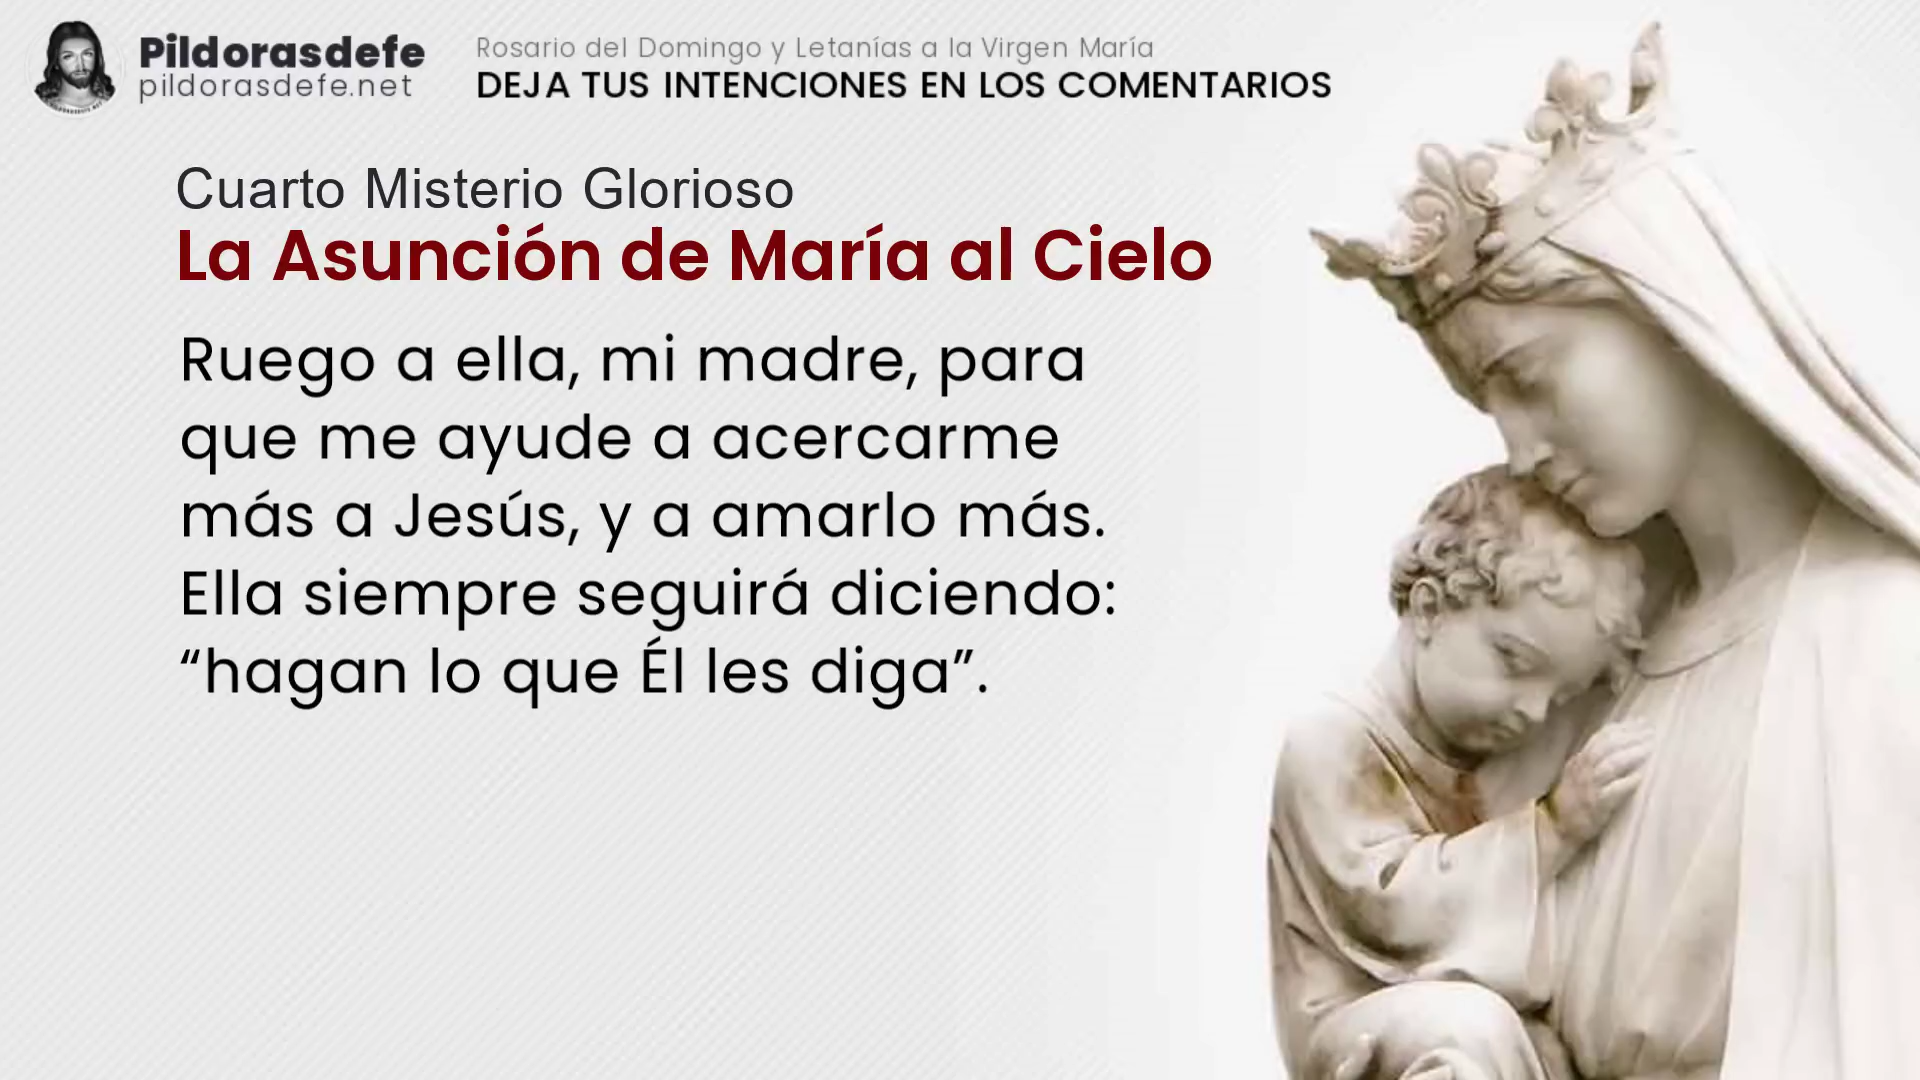 Pildorasdefe
pildorasdefe.net
Rosario del Domingo y Letanías a la Virgen María
DEJA TUS INTENCIONES EN LOS COMENTARIOS
Cuarto Misterio Glorioso
La Asunción de María al Cielo
Ruego a ella, mi madre, para
que me ayude a acercarme
más a Jesús, y a amarlo más.
Ella siempre seguirá diciendo:
“hagan lo que Él les diga”.